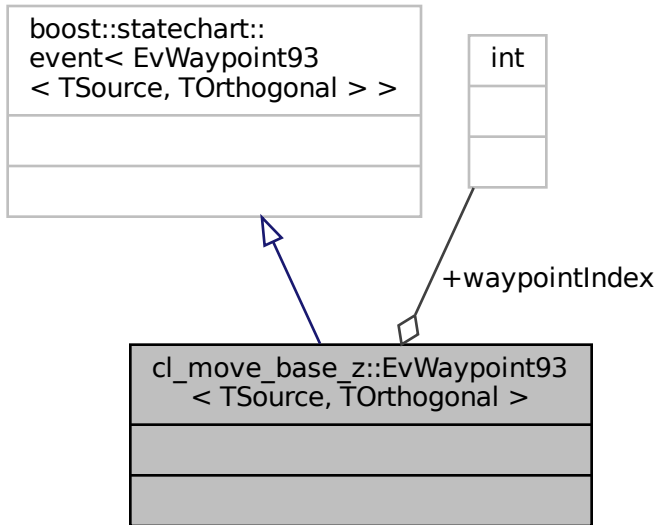 boost::statechart::
event< EvWaypoint93
< TSource, TOrthogonal > >
int
+waypointIndex
cl_move_base_z::EvWaypoint93
< TSource, TOrthogonal >